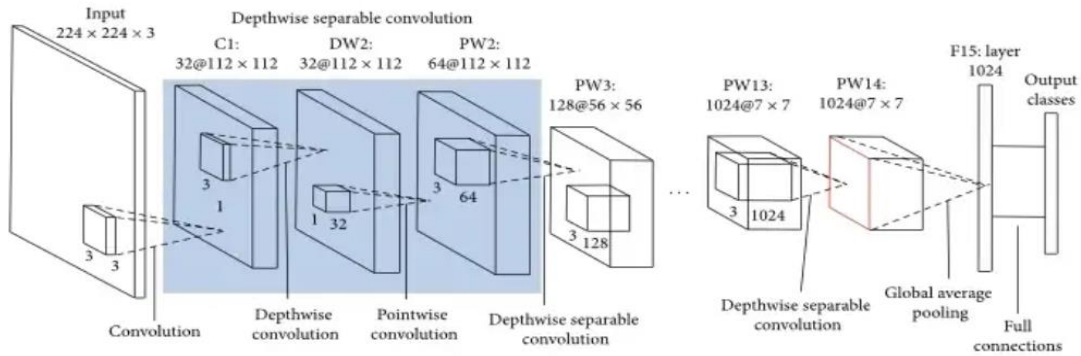 Input
224 × 224 × 3
Depthwise separable convolution
C1:
32@112 × 112
DW2:
32@112 × 112
PW2:
64@112 × 112
PW3:
128@56 × 56
PW13:
1024@7 × 7
PW14:
1024@7 × 7
F15: layer
1024
Output
classes
3
3
3
1
1
32
3
64
3
128
...
3
1024
Convolution
Depthwise
convolution
Pointwise
convolution
Depthwise separable
convolution
Depthwise separable
convolution
Global average
pooling
Full
connections